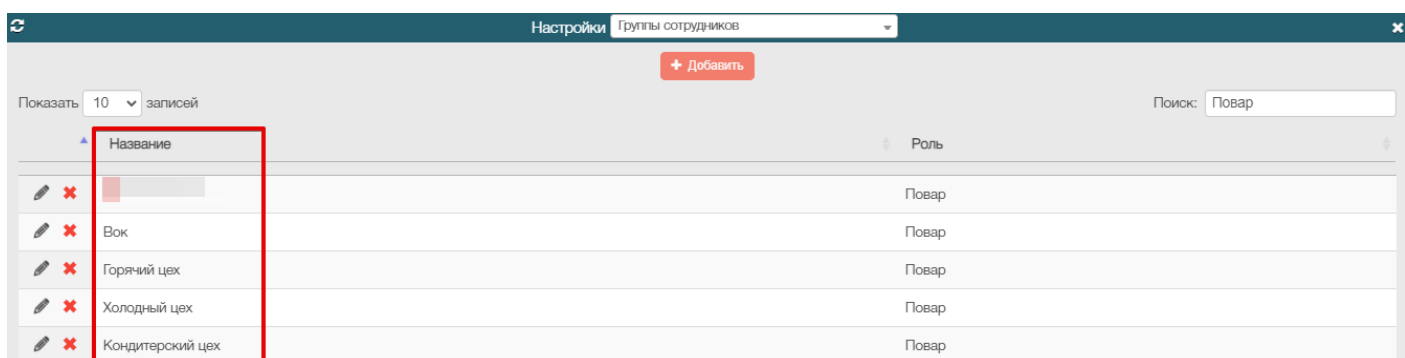 Настройки Группы сотрудников
+ Добавить
Показать 10 записей Поиск: Повар
Название Роль
Повар
Вок Повар
Горячий цех Повар
Холодный цех Повар
Кондитерский цех Повар